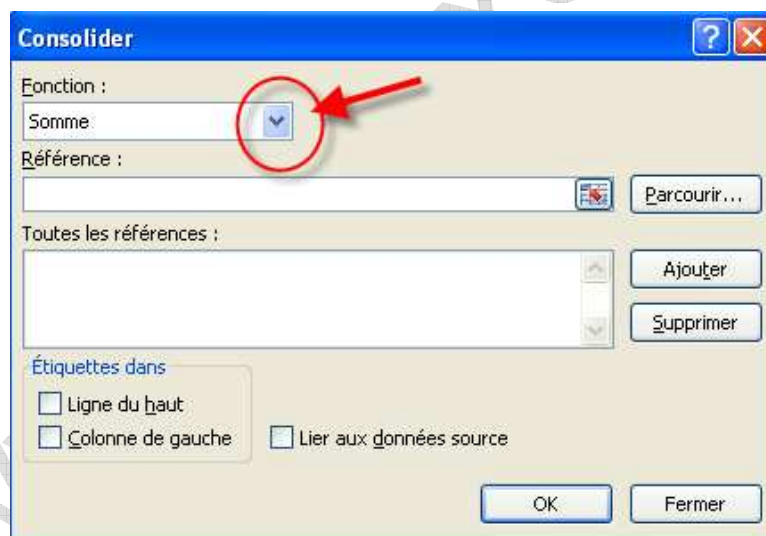 Consolider
Fonction :
Somme
Référence :
Parcourir...
Toutes les références :
Ajouter
Supprimer
Étiquettes dans
Ligne du haut
Colonne de gauche
Lier aux données source
OK
Fermer